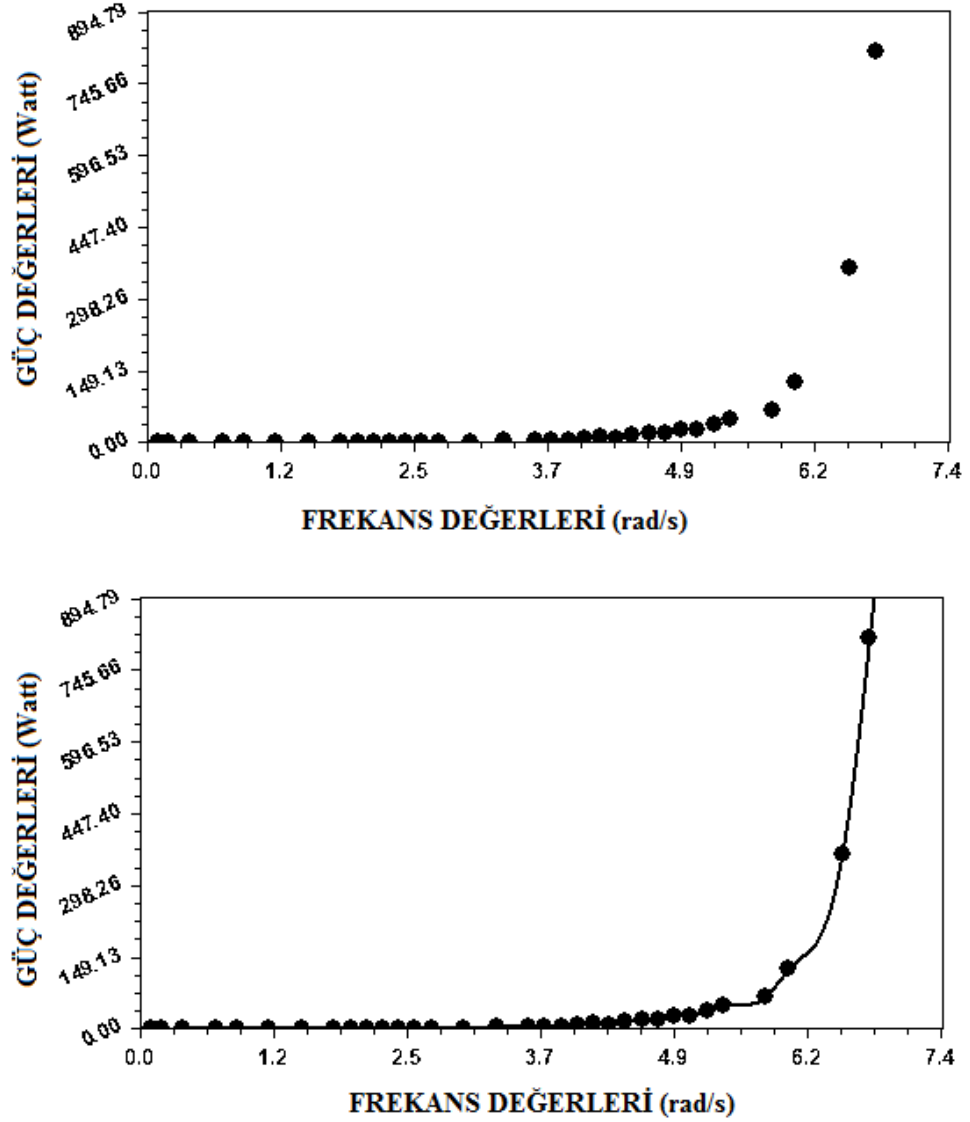 GÜÇ DEĞERLERİ (Watt)
894.79
745.66
596.53
447.40
298.26
149.13
0.00
0.0 1.2 2.5 3.7 4.9 6.2 7.4
FREKANS DEĞERLERİ (rad/s)
GÜÇ DEĞERLERİ (Watt)
894.79
745.66
596.53
447.40
298.26
149.13
0.00
0.0 1.2 2.5 3.7 4.9 6.2 7.4
FREKANS DEĞERLERİ (rad/s)